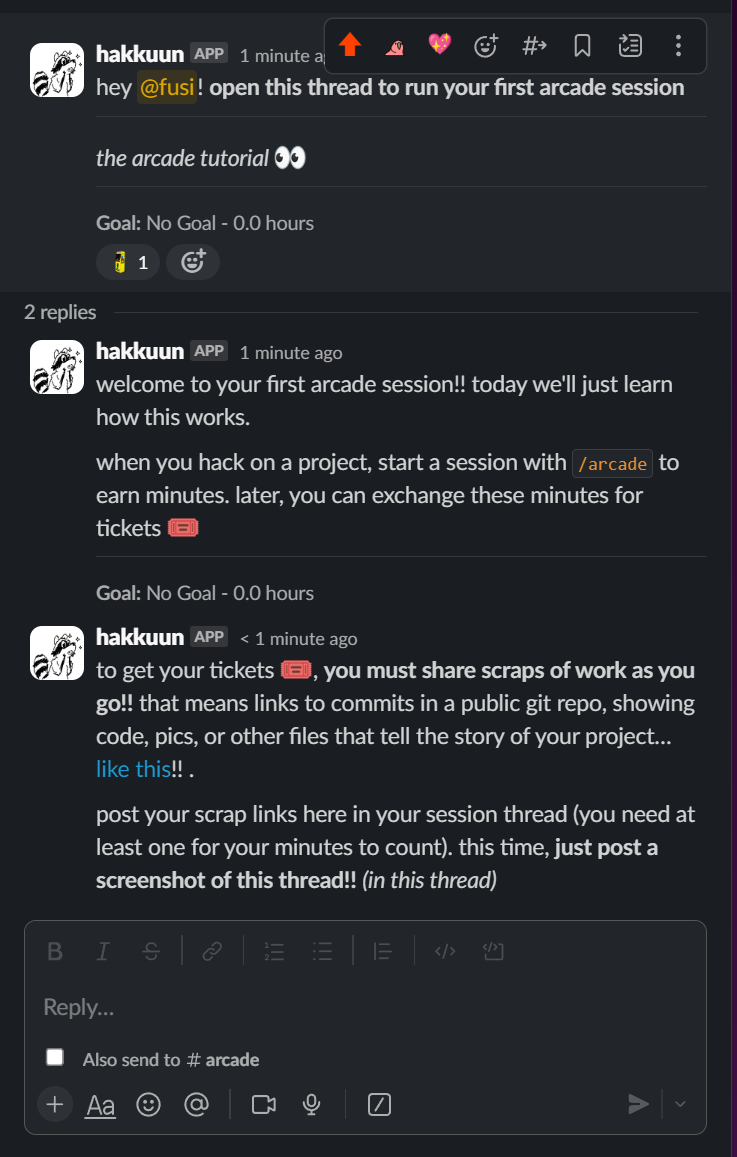 hakkuun APP 1 minute a
hey @fusi! open this thread to run your first arcade session
the arcade tutorial 👀
Goal: No Goal - 0.0 hours
1
2 replies
hakkuun APP 1 minute ago
welcome to your first arcade session!! today we'll just learn
how this works.
when you hack on a project, start a session with /arcade to
earn minutes. later, you can exchange these minutes for
tickets
Goal: No Goal - 0.0 hours
hakkuun APP < 1 minute ago
to get your tickets , you must share scraps of work as you
go!! that means links to commits in a public git repo, showing
code, pics, or other files that tell the story of your project...
like this!! .
post your scrap links here in your session thread (you need at
least one for your minutes to count). this time, just post a
screenshot of this thread!! (in this thread)
Reply...
Also send to # arcade
Aa